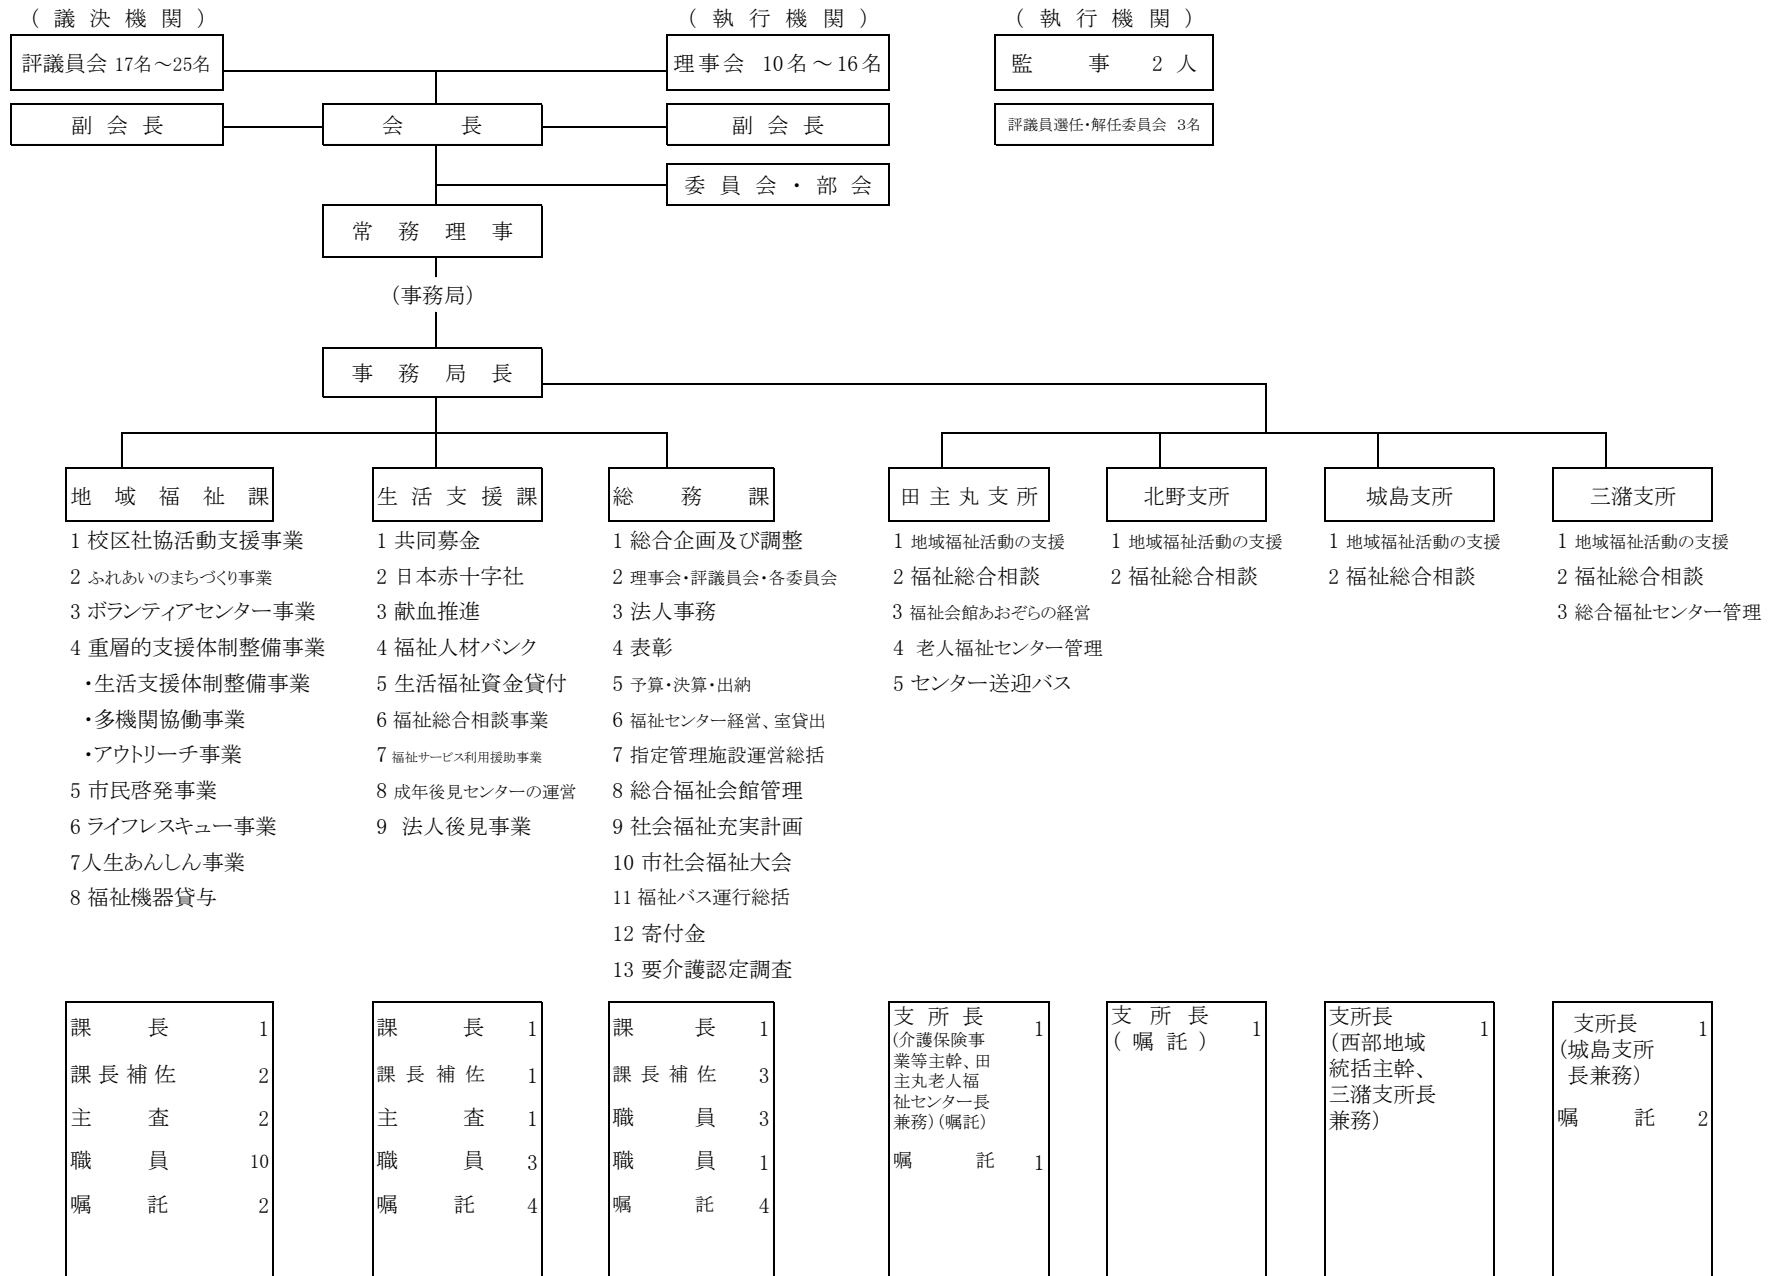 (議決機関)
評議員会 17名～25名
(執行機関)
理事会 10名～16名
(執行機関)
監事 2人
副会長
会長
副会長
評議員選任・解任委員会 3名
委員会・部会
常務理事
(事務局)
事務局長
地域福祉課
1 校区社協活動支援事業
2 ふれあいのまちづくり事業
3 ボランティアセンター事業
4 重層的支援体制整備事業
・生活支援体制整備事業
・多機関協働事業
・アウトリーチ事業
5 市民啓発事業
6 ライフレスキュー事業
7人生あんしん事業
8 福祉機器貸与
課長 1
課長補佐 2
主査 2
職員 10
嘱託 2
生活支援課
1 共同募金
2 日本赤十字社
3 献血推進
4 福祉人材バンク
5 生活福祉資金貸付
6 福祉総合相談事業
7 福祉サービス利用援助事業
8 成年後見センターの運営
9 法人後見事業
課長 1
課長補佐 1
主査 1
職員 3
嘱託 4
総務課
1 総合企画及び調整
2 理事会・評議員会・各委員会
3 法人事務
4 表彰
5 予算・決算・出納
6 福祉センター経営、室貸出
7 指定管理施設運営総括
8 総合福祉会館管理
9 社会福祉充実計画
10 市社会福祉大会
11 福祉バス運行総括
12 寄付金
13 要介護認定調査
課長 1
課長補佐 3
職員 3
職員 1
嘱託 4
田主丸支所
1 地域福祉活動の支援
2 福祉総合相談
3 福祉会館あおぞらの経営
4 老人福祉センター管理
5 センター送迎バス
支所長 1
(介護保険事
業等主幹、田
主丸老人福
祉センター長
兼務)(嘱託)
嘱託 1
北野支所
1 地域福祉活動の支援
2 福祉総合相談
支所長 1
(嘱託)
城島支所
1 地域福祉活動の支援
2 福祉総合相談
支所長 1
(西部地域
統括主幹、
三潴支所長
兼務)
三潴支所
1 地域福祉活動の支援
2 福祉総合相談
3 総合福祉センター管理
支所長 1
(城島支所
長兼務)
嘱託 2